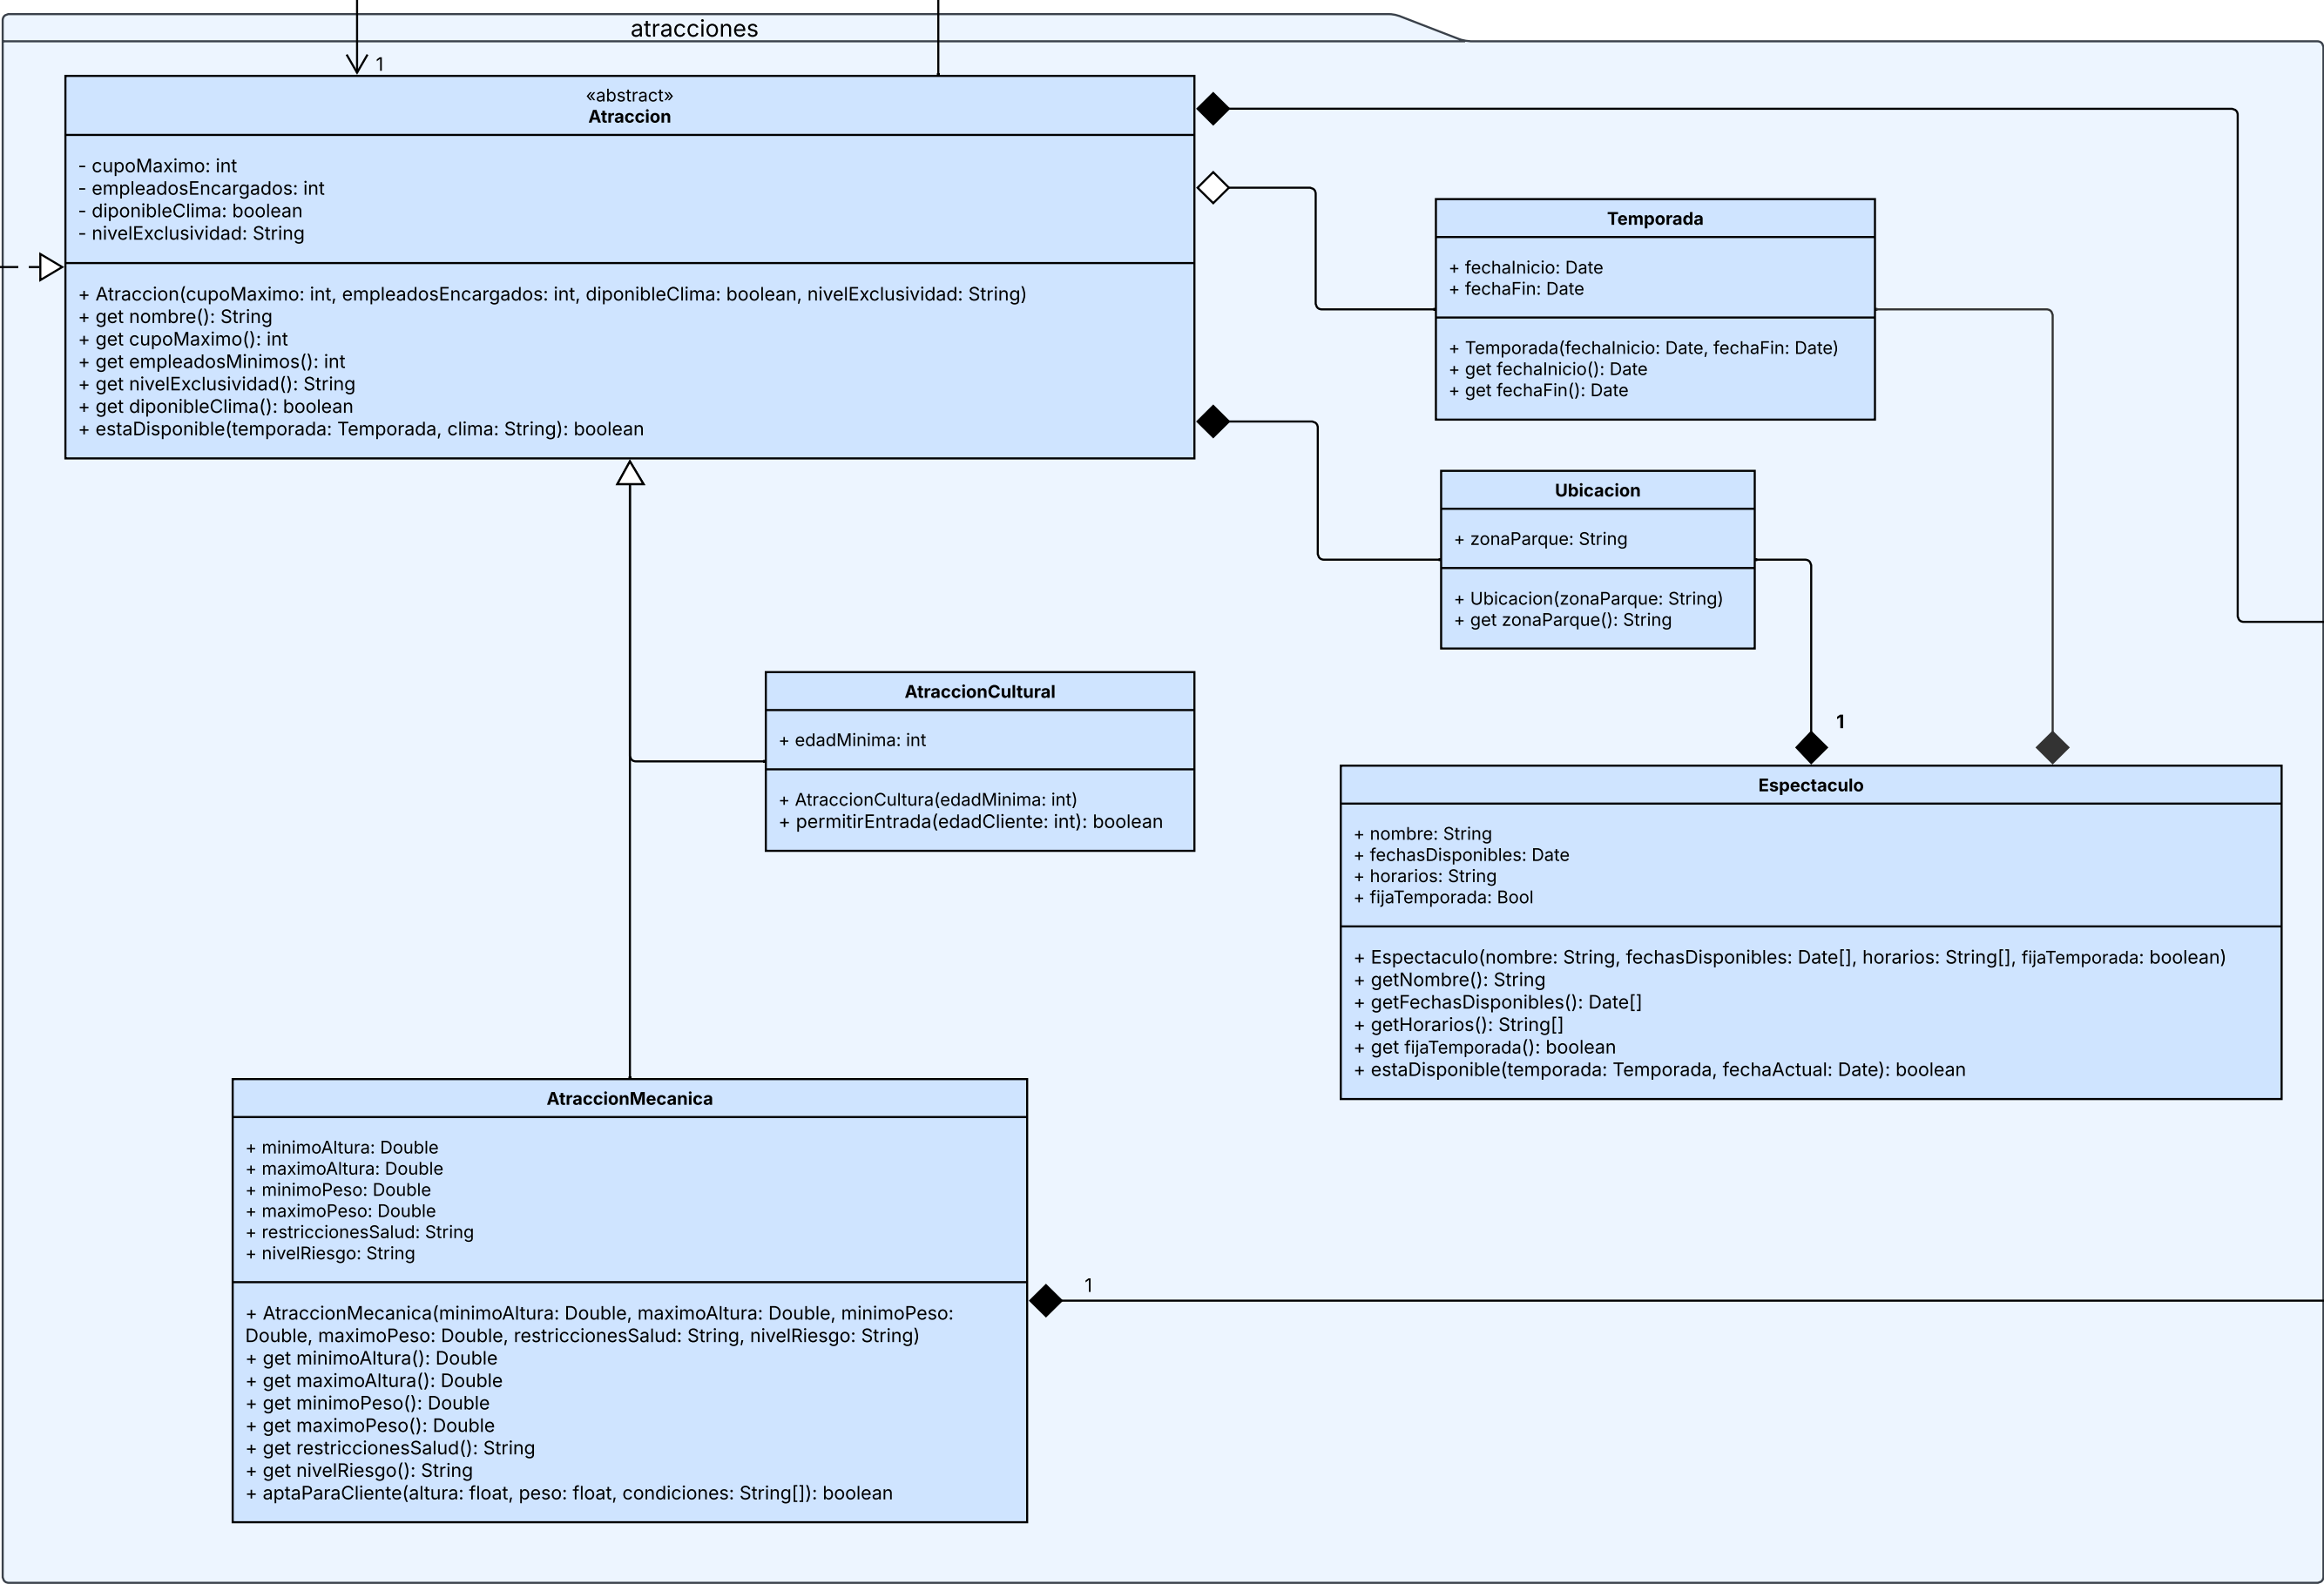 atracciones
1
«abstract»
Atraccion
- cupoMaximo: int
- empleadosEncargados: int
- diponibleClima: boolean
- nivelExclusividad: String
+ Atraccion(cupoMaximo: int, empleadosEncargados: int, diponibleClima: boolean, nivelExclusividad: String)
+ get nombre(): String
+ get cupoMaximo(): int
+ get empleadosMinimos(): int
+ get nivelExclusividad(): String
+ get diponibleClima(): boolean
+ estaDisponible(temporada: Temporada, clima: String): boolean
Temporada
+ fechaInicio: Date
+ fechaFin: Date
+ Temporada(fechaInicio: Date, fechaFin: Date)
+ get fechaInicio(): Date
+ get fechaFin(): Date
Ubicacion
+ zonaParque: String
+ Ubicacion(zonaParque: String)
+ get zonaParque(): String
AtraccionCultural
+ edadMinima: int
+ AtraccionCultura(edadMinima: int)
+ permitirEntrada(edadCliente: int): boolean
1
Espectaculo
+ nombre: String
+ fechasDisponibles: Date
+ horarios: String
+ fijaTemporada: Bool
+ Espectaculo(nombre: String, fechasDisponibles: Date[], horarios: String[], fijaTemporada: boolean)
+ getNombre(): String
+ getFechasDisponibles(): Date[]
+ getHorarios(): String[]
+ get fijaTemporada(): boolean
+ estaDisponible(temporada: Temporada, fechaActual: Date): boolean
AtraccionMecanica
+ minimoAltura: Double
+ maximoAltura: Double
+ minimoPeso: Double
+ maximoPeso: Double
+ restriccionesSalud: String
+ nivelRiesgo: String
1
+ AtraccionMecanica(minimoAltura: Double, maximoAltura: Double, minimoPeso:
Double, maximoPeso: Double, restriccionesSalud: String, nivelRiesgo: String)
+ get minimoAltura(): Double
+ get maximoAltura(): Double
+ get minimoPeso(): Double
+ get maximoPeso(): Double
+ get restriccionesSalud(): String
+ get nivelRiesgo(): String
+ aptaParaCliente(altura: float, peso: float, condiciones: String[]): boolean